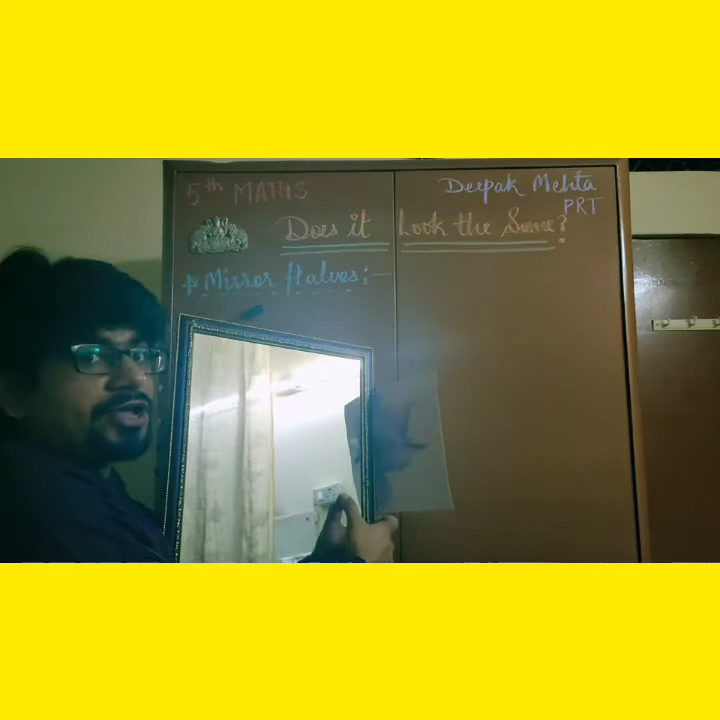 5th MATHS
Deepak Mehta
PRT
Does it Look the Same?
* Mirror Halves:-